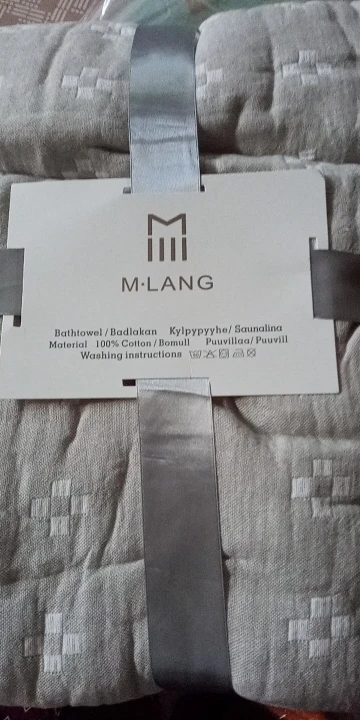 M
M·LANG
Bathtowel / Badlakan Kylpypyyhe / Saunalina
Material 100% Cotton / Bomull Puuvillaa / Puuvill
Washing instructions